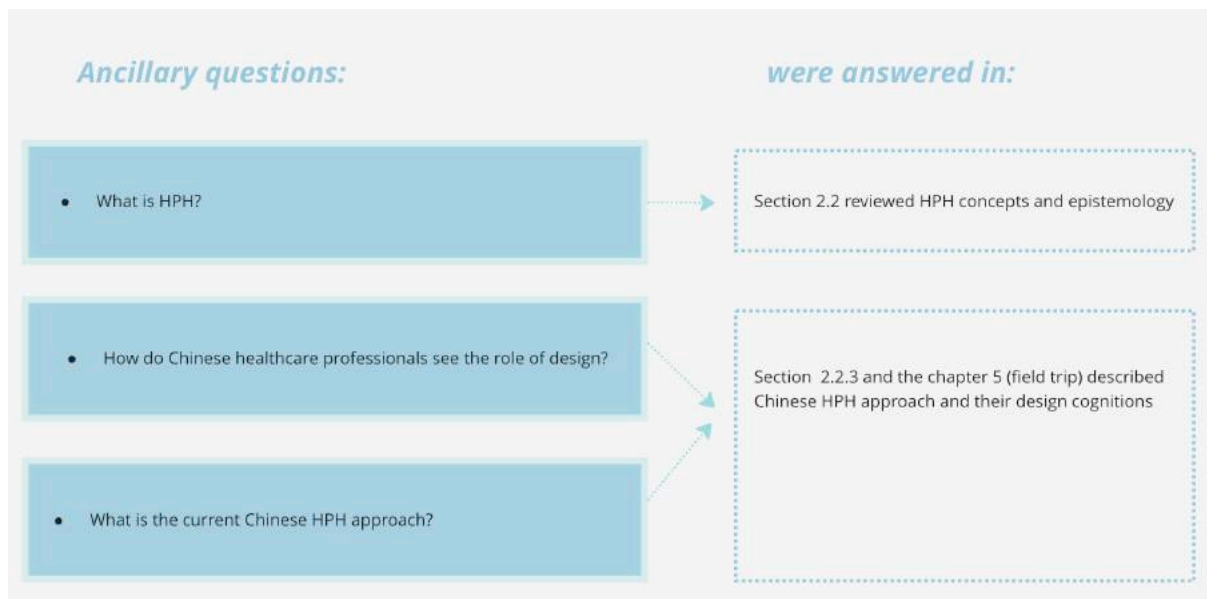 Ancillary questions:
were answered in:
• What is HPH?
Section 2.2 reviewed HPH concepts and epistemology
• How do Chinese healthcare professionals see the role of design?
Section 2.2.3 and the chapter 5 (field trip) described
Chinese HPH approach and their design cognitions
• What is the current Chinese HPH approach?